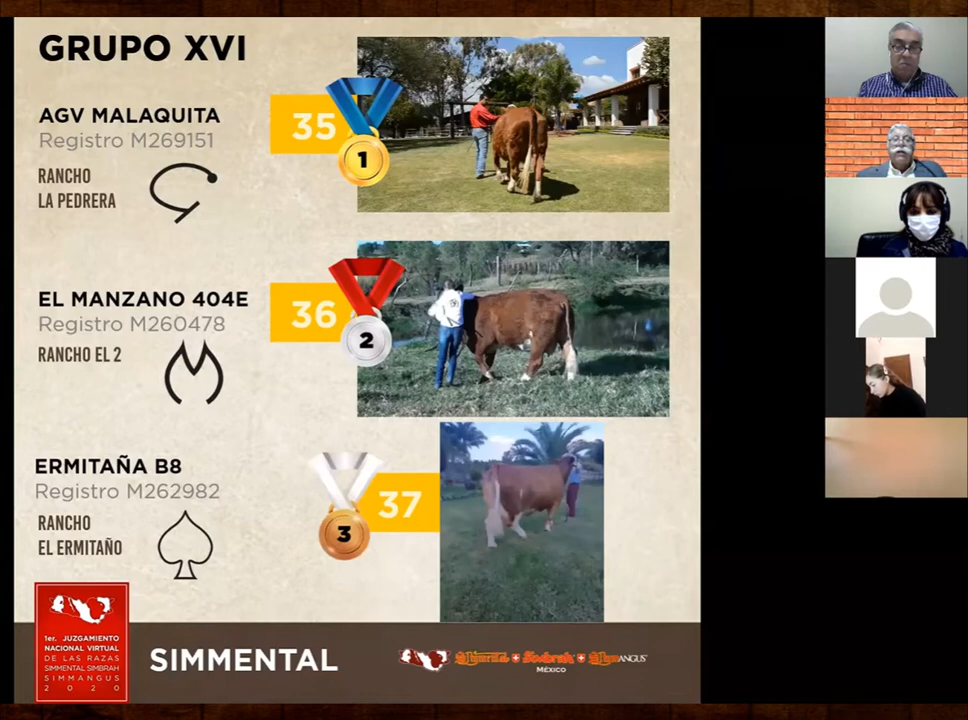 GRUPO XVI
AGV MALAQUITA
Registro M269151
RANCHO
LA PEDRERA
35
1
EL MANZANO 404E
Registro M260478
RANCHO EL 2
36
2
ERMITAÑA B8
Registro M262982
RANCHO
EL ERMITAÑO
37
3
1er. JUZGAMIENTO
NACIONAL VIRTUAL
DE LAS RAZAS
SIMMENTAL SIMBRAH
SIMMANGUS
2020
SIMMENTAL
Simbrah
ANGUS
MÉXICO